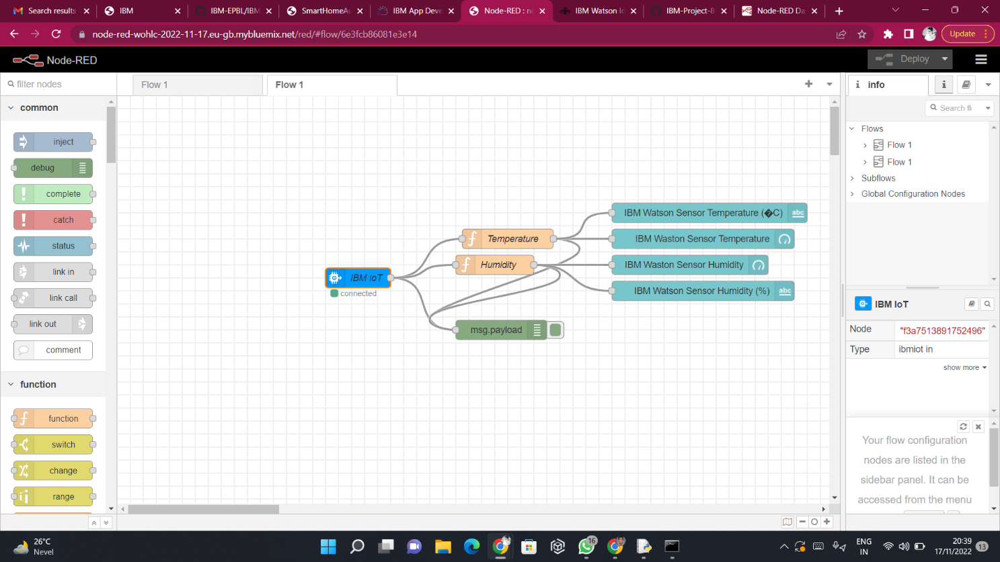 Search results
IBM
IBM-EPBL/IBM
SmartHomeAu
IBM App Deve
Node-RED : no
IBM Watson Io
IBM-Project-8
Node-RED Da
node-red-wohlc-2022-11-17.eu-gb.mybluemix.net/red/#flow/6e3fcb86081e3e14
Update
Node-RED
Deploy
filter nodes
Flow 1
Flow 1
info
common
Search fl
inject
debug
complete
catch
status
link in
link call
link out
comment
function
function
switch
change
range
IBM IoT
connected
Temperature
Humidity
msg.payload
IBM Watson Sensor Temperature (�C)
abc
IBM Waston Sensor Temperature
IBM Waston Sensor Humidity
IBM Watson Sensor Humidity (%)
abc
Flows
Flow 1
Flow 1
Subflows
Global Configuration Nodes
IBM IoT
Node "f3a7513891752496"
Type ibmiot in
show more
Your flow configuration
nodes are listed in the
sidebar panel. It can be
accessed from the menu
26°C
Nevel
16
ENG
IN
20:39
17/11/2022
13